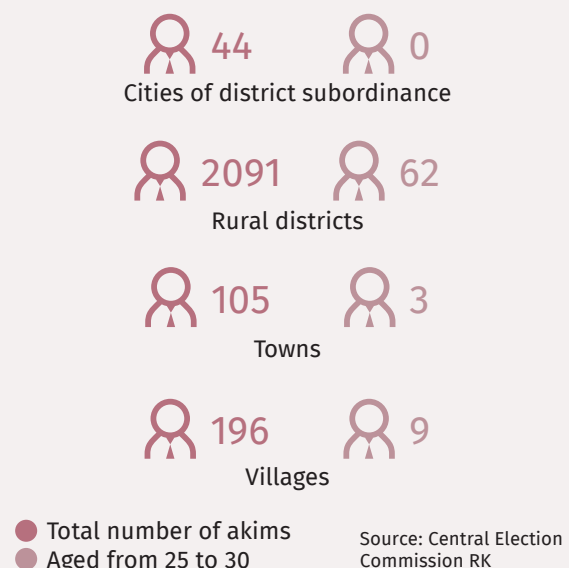 44 0
Cities of district subordinance
2091 62
Rural districts
105 3
Towns
196 9
Villages
Total number of akims
Aged from 25 to 30
Source: Central Election
Commission RK